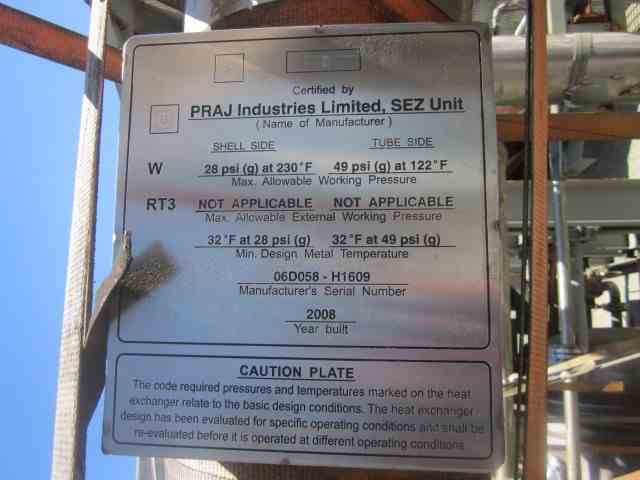 Certified by
PRAJ Industries Limited, SEZ Unit
(Name of Manufacturer)
SHELL SIDE TUBE SIDE
W 28 psi (g) at 230°F 49 psi (g) at 122°F
Max. Allowable Working Pressure
RT3 NOT APPLICABLE NOT APPLICABLE
Max. Allowable External Working Pressure
32°F at 28 psi (g) 32°F at 49 psi (g)
Min. Design Metal Temperature
06D058 - H1609
Manufacturer's Serial Number
2008
Year built
CAUTION PLATE
The code required pressures and temperatures marked on the heat
exchanger relate to the basic design conditions. The heat exchanger
design has been evaluated for specific operating conditions and shall be
re-evaluated before it is operated at different operating conditions